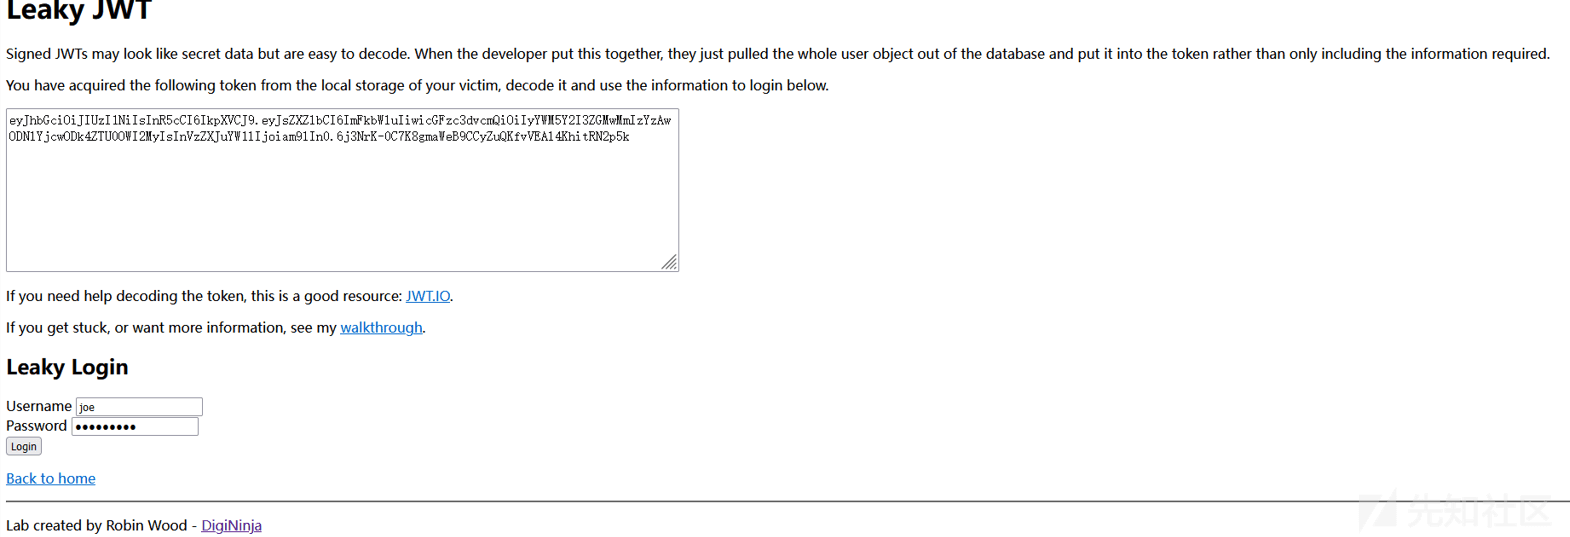 Leaky JWT
Signed JWTs may look like secret data but are easy to decode. When the developer put this together, they just pulled the whole user object out of the database and put it into the token rather than only including the information required.
You have acquired the following token from the local storage of your victim, decode it and use the information to login below.
eyJhbGciOiJIUzI1NiIsInR5cCI6IkpXVCJ9.eyJsZXZlbCI6ImFkbWluIiwicGFzc3dvcmQiOiIyYWM5Y2I3ZGMwMmIzYzAw
ODNlYjcwODk4ZTU0OWI2MyIsInVzZXJuYW1lIjoiam9lIn0.6j3NrK-0C7K8gmaWeB9CCyZuQKfvVEAl4KhitRN2p5k
If you need help decoding the token, this is a good resource: JWT.IO.
If you get stuck, or want more information, see my walkthrough.
Leaky Login
Username joe
Password •••••••••
Login
Back to home
Lab created by Robin Wood - DigiNinja
先知社区